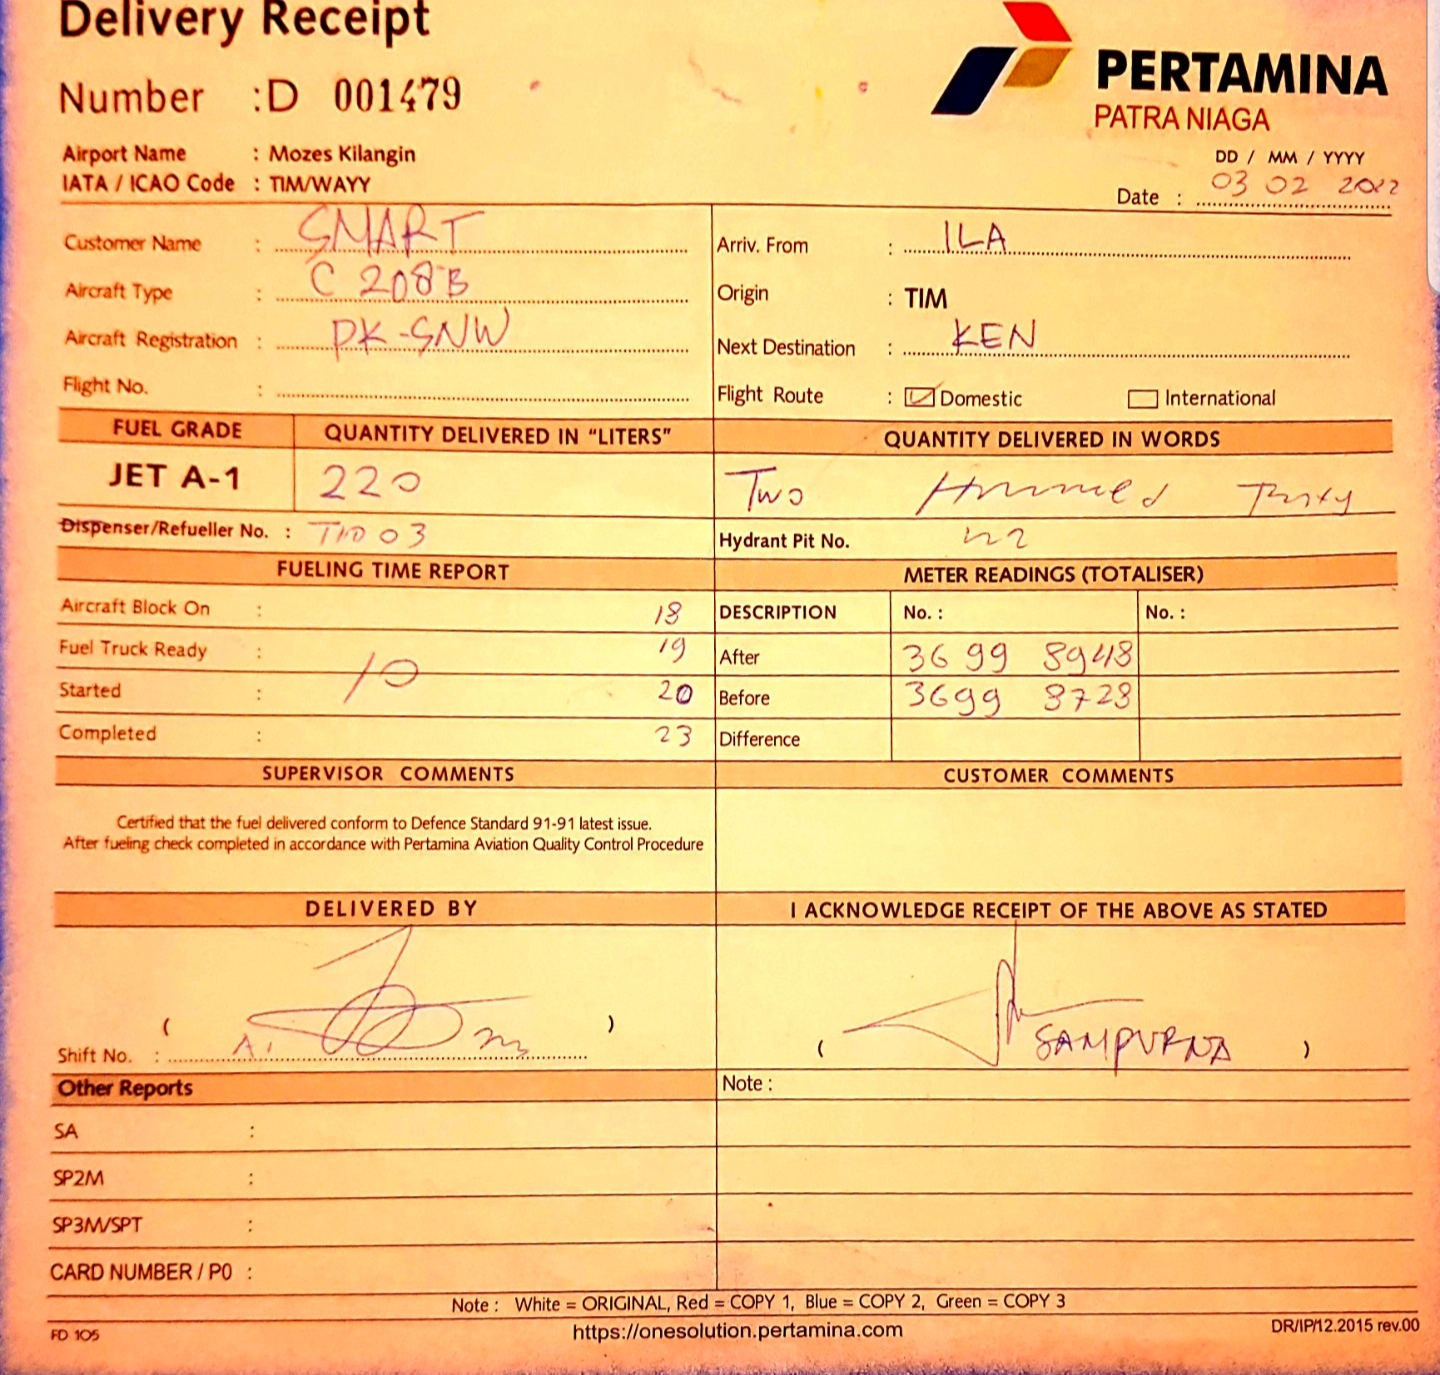 Delivery Receipt
PERTAMINA
PATRA NIAGA
Number : D 001479
Airport Name : Mozes Kilangin
IATA / ICAO Code : TIM/WAYY
DD / MM / YYYY
Date : 03 02 2022
Customer Name : SMART
Arriv. From : ILA
Aircraft Type : C 208B
Origin : TIM
Aircraft Registration : PK-SNW
Next Destination : KEN
Flight No. :
Flight Route : Domestic International
FUEL GRADE QUANTITY DELIVERED IN "LITERS" QUANTITY DELIVERED IN WORDS
JET A-1 220 Two
Dispenser/Refueller No. : 03
Hydrant Pit No.
FUELING TIME REPORT METER READINGS (TOTALISER)
Aircraft Block On : 18
DESCRIPTION No. : No. :
Fuel Truck Ready : 10 19
After 3699 8948
Started : 20
Before 3699 8728
Completed : 23
Difference
SUPERVISOR COMMENTS CUSTOMER COMMENTS
Certified that the fuel delivered conform to Defence Standard 91-91 latest issue.
After fueling check completed in accordance with Pertamina Aviation Quality Control Procedure
DELIVERED BY I ACKNOWLEDGE RECEIPT OF THE ABOVE AS STATED
( )
( SAMPURNA )
Shift No. :
Other Reports
Note :
SA :
SP2M :
SP3M/SPT :
CARD NUMBER / PO :
Note : White = ORIGINAL, Red = COPY 1, Blue = COPY 2, Green = COPY 3
FD 105 https://onesolution.pertamina.com DR/IP/12.2015 rev.00